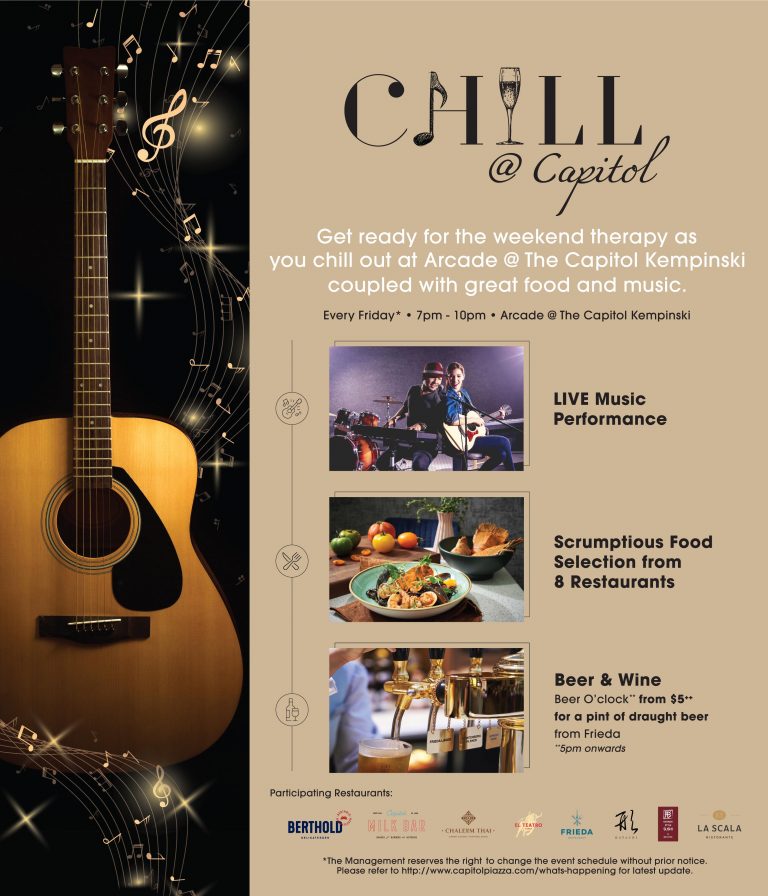 CHILL
@ Capitol
Get ready for the weekend therapy as
you chill out at Arcade @ The Capitol Kempinski
coupled with great food and music.
Every Friday* • 7pm - 10pm • Arcade @ The Capitol Kempinski
LIVE Music
Performance
Scrumptious Food
Selection from
8 Restaurants
Beer & Wine
Beer O'clock** from $5++
for a pint of draught beer
from Frieda
**5pm onwards
Participating Restaurants:
BERTHOLD
DELICATESSEN
Capitol
MILK BAR
CHALERM THAI
EL TEATRO
FRIEDA
LA SCALA
RISTORANTE
*The Management reserves the right to change the event schedule without prior notice.
Please refer to http://www.capitolpiazza.com/whats-happening for latest update.